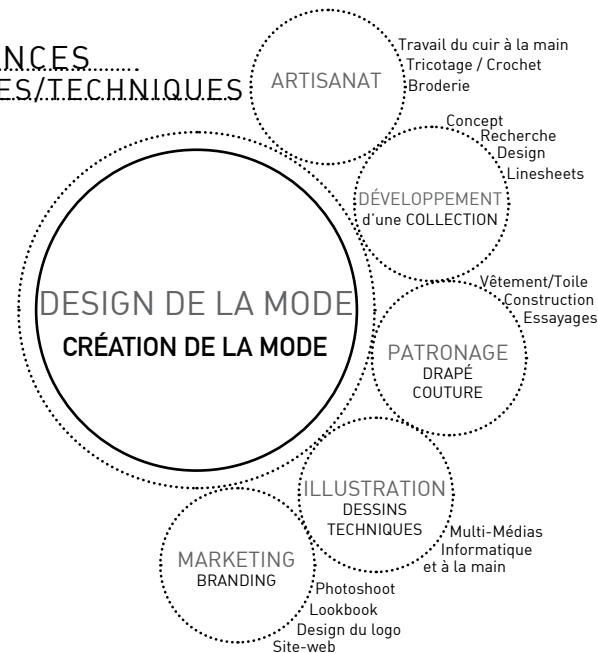 NCES
ES/TECHNIQUES
ARTISANAT
Travail du cuir à la main
Tricotage / Crochet
Broderie
DÉVELOPPEMENT
d'une COLLECTION
Concept
Recherche
Design
Linesheets
DESIGN DE LA MODE
CRÉATION DE LA MODE
PATRONAGE
DRAPÉ
COUTURE
Vêtement/Toile
Construction
Essayages
ILLUSTRATION
DESSINS
TECHNIQUES
Multi-Médias
Informatique
et à la main
MARKETING
BRANDING
Photoshoot
Lookbook
Design du logo
Site-web